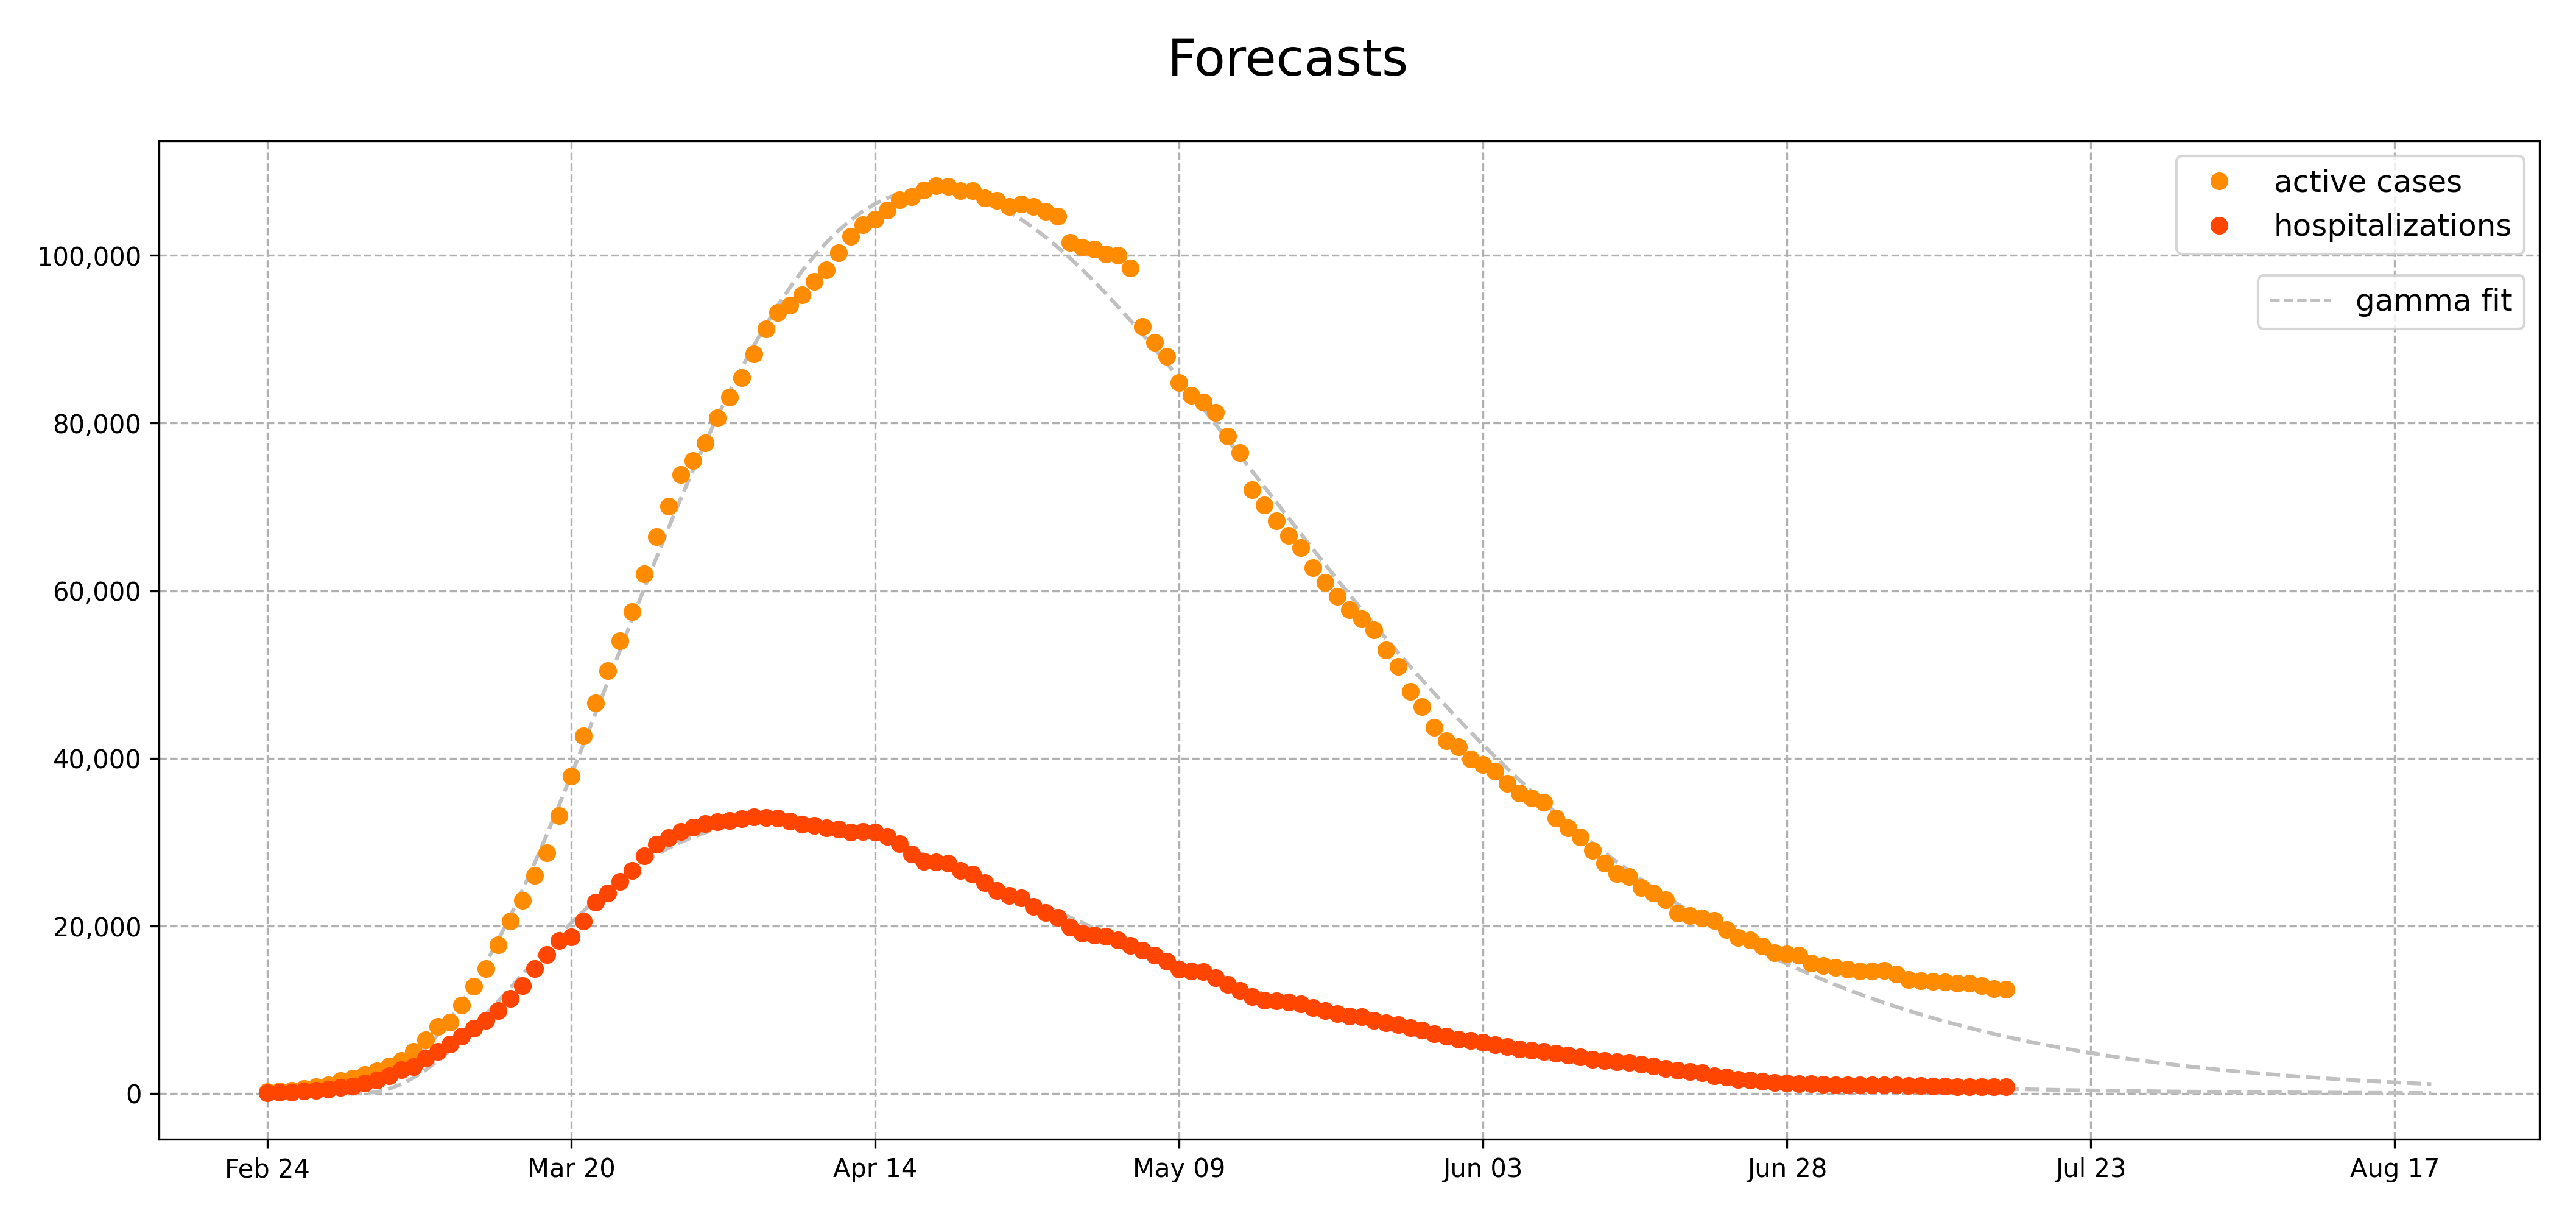 Forecasts
active cases
hospitalizations
gamma fit
100,000
80,000
60,000
40,000
20,000
0
Feb 24
Mar 20
Apr 14
May 09
Jun 03
Jun 28
Jul 23
Aug 17